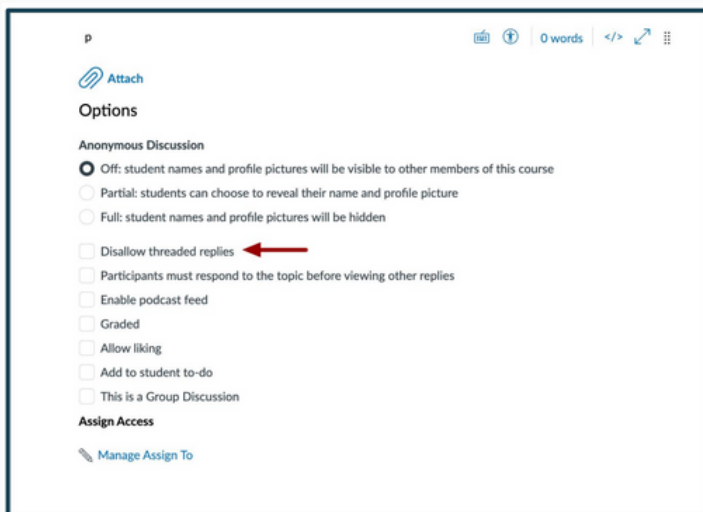 p 0 words </>
Attach
Options
Anonymous Discussion
Off: student names and profile pictures will be visible to other members of this course
Partial: students can choose to reveal their name and profile picture
Full: student names and profile pictures will be hidden
Disallow threaded replies
Participants must respond to the topic before viewing other replies
Enable podcast feed
Graded
Allow liking
Add to student to-do
This is a Group Discussion
Assign Access
Manage Assign To